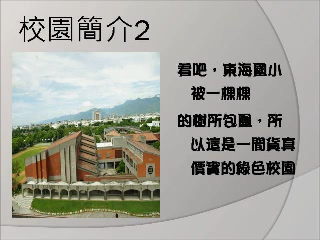 校園簡介2
看吧，東海國小
被一棵棵
的樹所包圍，所
以這是一間貨真
價實的綠色校園